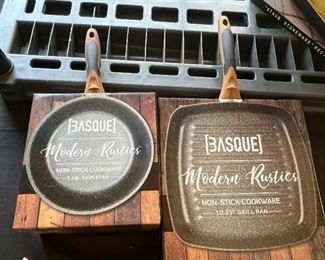 [BASQUE]
Modern Rustics
NON-STICK COOKWARE
[BASQUE]
Modern Rustics
NON-STICK COOKWARE
10.25" GRILL PAN